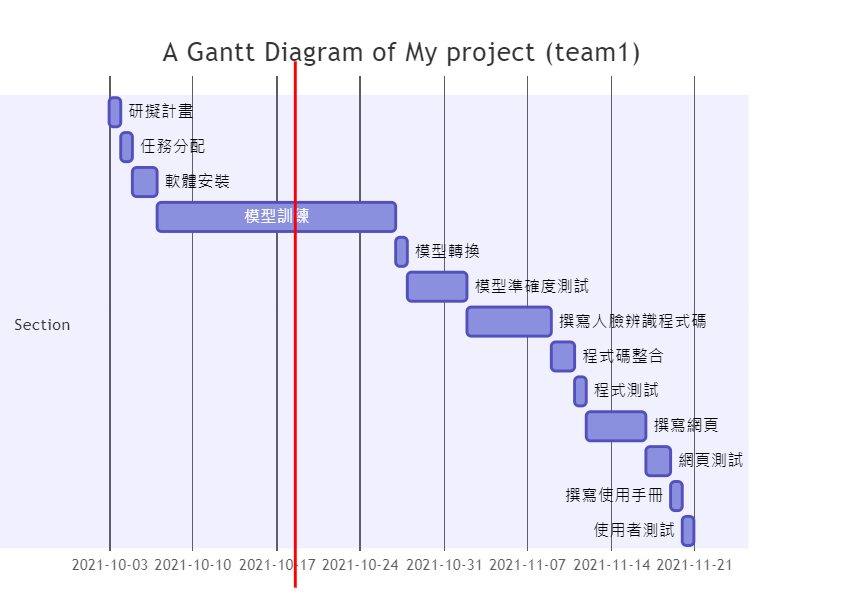 A Gantt Diagram of My project (team1)
研擬計畫
任務分配
軟體安裝
模型訓練
模型轉換
模型準確度測試
撰寫人臉辨識程式碼
Section
程式碼整合
程式測試
撰寫網頁
網頁測試
撰寫使用手冊
使用者測試
2021-10-03 2021-10-10 2021-10-17 2021-10-24 2021-10-31 2021-11-07 2021-11-14 2021-11-21